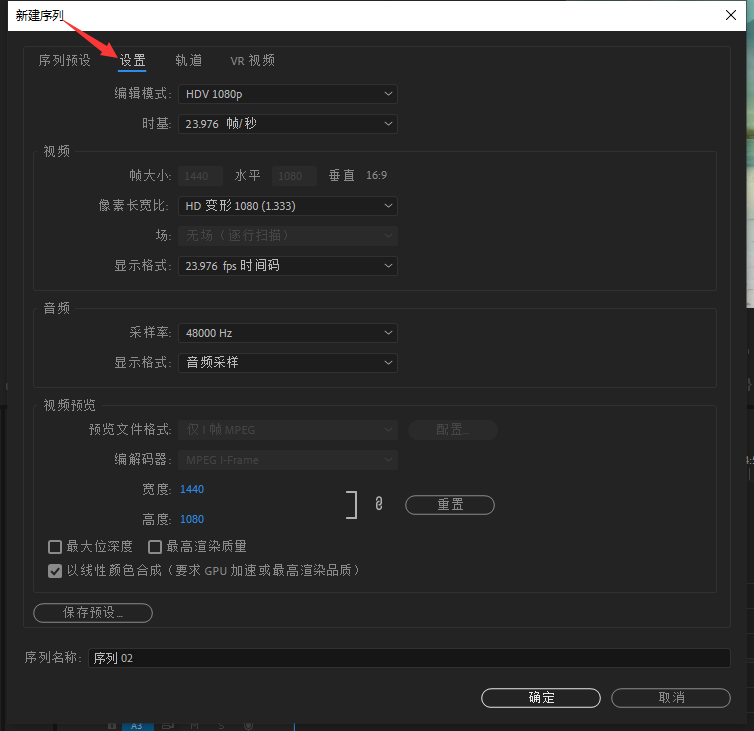 新建序列
序列预设 设置 轨道 VR 视频
编辑模式: HDV 1080p
时基: 23.976 帧/秒
视频
帧大小: 1440 水平 1080 垂直 16:9
像素长宽比: HD 变形 1080 (1.333)
场: 无场（逐行扫描）
显示格式: 23.976 fps 时间码
音频
采样率: 48000 Hz
显示格式: 音频采样
视频预览
预览文件格式: 仅 I 帧 MPEG 配置...
编解码器: MPEG I-Frame
宽度: 1440
高度: 1080
重置
最大位深度 最高渲染质量
以线性颜色合成（要求 GPU 加速或最高渲染品质）
保存预设...
序列名称: 序列 02
确定 取消
A3 M S